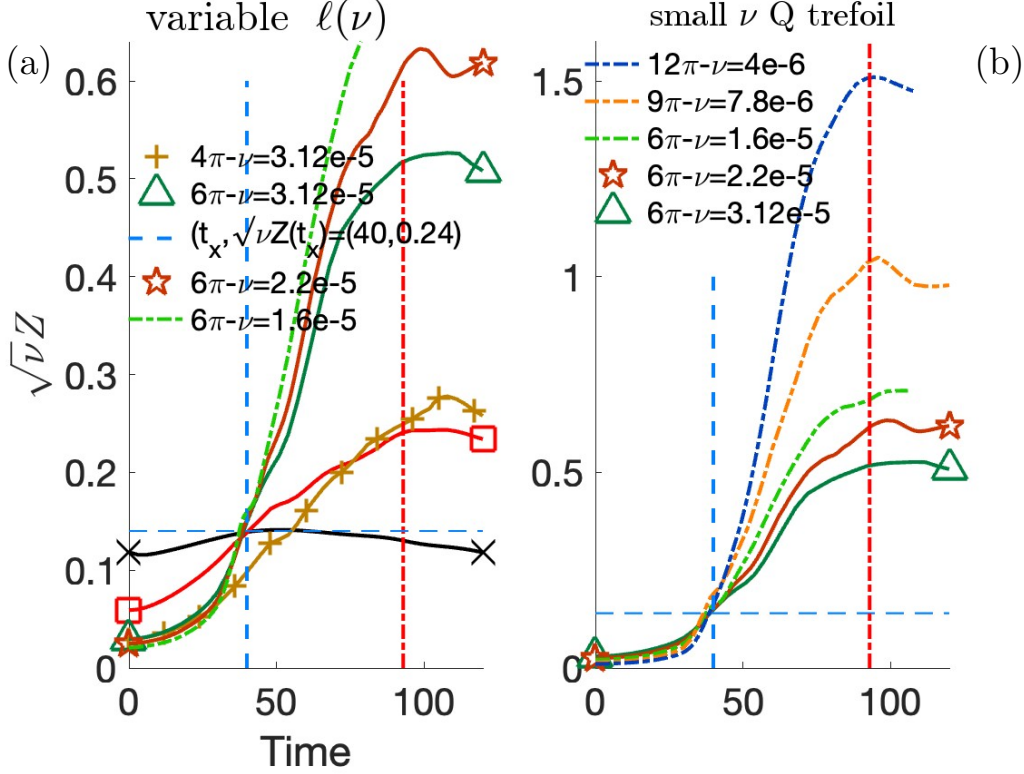 variable ℓ(ν)
(a)
√νZ
0.6
0.5
0.4
0.3
0.2
0.1
0
4π-ν=3.12e-5
6π-ν=3.12e-5
(t_x,√νZ(t_x)=(40,0.24)
6π-ν=2.2e-5
6π-ν=1.6e-5
0
50
100
Time
small ν Q trefoil
(b)
1.5
1
0.5
0
12π-ν=4e-6
9π-ν=7.8e-6
6π-ν=1.6e-5
6π-ν=2.2e-5
6π-ν=3.12e-5
0
50
100